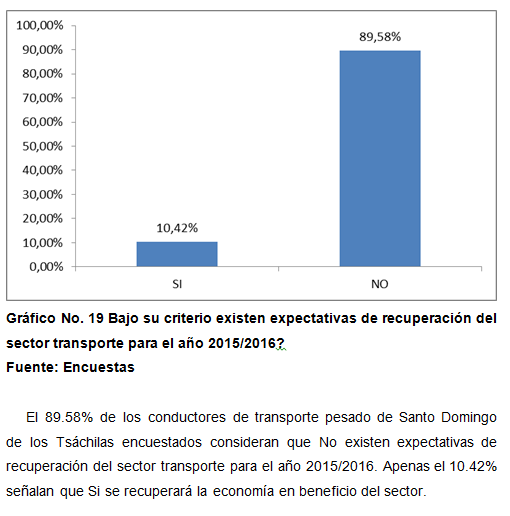 100,00%
90,00%
80,00%
70,00%
60,00%
50,00%
40,00%
30,00%
20,00%
10,00%
0,00%
10,42%
89,58%
SI
NO
Gráfico No. 19 Bajo su criterio existen expectativas de recuperación del
sector transporte para el año 2015/2016?
Fuente: Encuestas
El 89.58% de los conductores de transporte pesado de Santo Domingo
de los Tsáchilas encuestados consideran que No existen expectativas de
recuperación del sector transporte para el año 2015/2016. Apenas el 10.42%
señalan que Si se recuperará la economía en beneficio del sector.